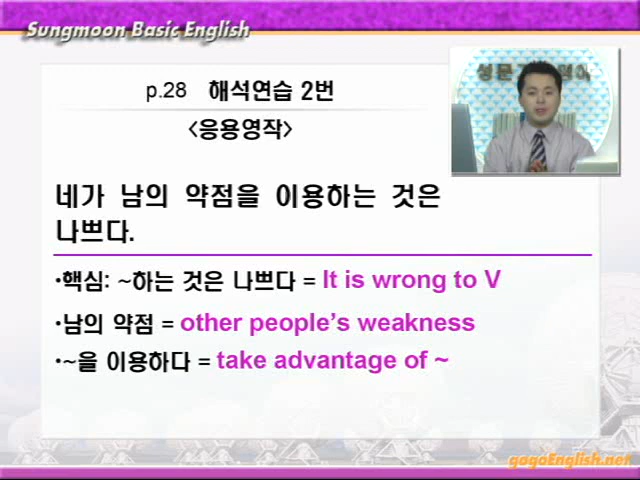 Sungmoon Basic English
p.28 해석연습 2번
<응용영작>
네가 남의 약점을 이용하는 것은
나쁘다.
•핵심: ~하는 것은 나쁘다 = It is wrong to V
•남의 약점 = other people's weakness
•~을 이용하다 = take advantage of ~
gogoEnglish.net